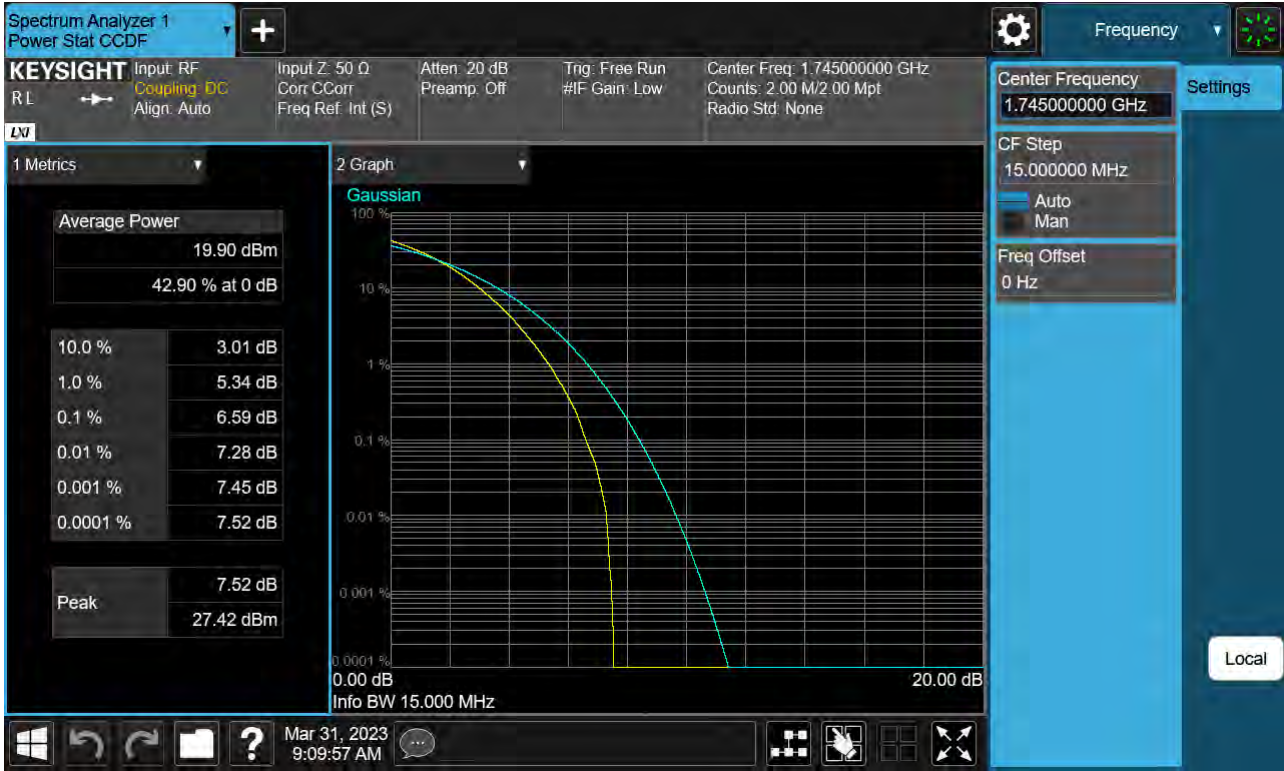 Spectrum Analyzer 1
Power Stat CCDF
Frequency
KEYSIGHT
R L
LXI
Input: RF
Coupling: DC
Align: Auto
Input Z: 50 Ω
Corr CCorr
Freq Ref: Int (S)
Atten: 20 dB
Preamp: Off
Trig: Free Run
#IF Gain: Low
Center Freq: 1.745000000 GHz
Counts: 2.00 M/2.00 Mpt
Radio Std: None
Center Frequency
1.745000000 GHz
Settings
CF Step
15.000000 MHz
Auto
Man
Freq Offset
0 Hz
1 Metrics
Average Power
19.90 dBm
42.90 % at 0 dB
10.0 % 3.01 dB
1.0 % 5.34 dB
0.1 % 6.59 dB
0.01 % 7.28 dB
0.001 % 7.45 dB
0.0001 % 7.52 dB
Peak
7.52 dB
27.42 dBm
2 Graph
Gaussian
100 %
10 %
1 %
0.1 %
0.01 %
0.001 %
0.0001 %
0.00 dB 20.00 dB
Info BW 15.000 MHz
Local
?
Mar 31, 2023
9:09:57 AM